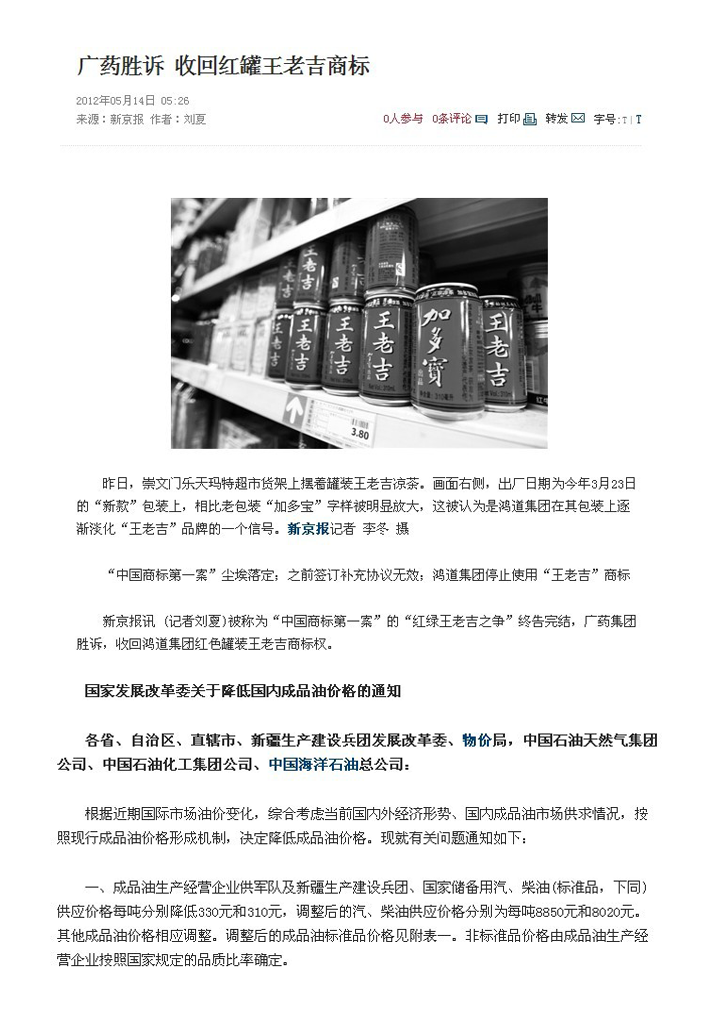 广药胜诉 收回红罐王老吉商标
2012年05月14日 05:26
来源：新京报 作者：刘夏
0人参与 0条评论 打印 转发 字号:T|T
王老吉
王老吉
王老吉
王老吉
王老吉
加多寳
王老吉
3.80
昨日，崇文门乐天玛特超市货架上摆着罐装王老吉凉茶。画面右侧，出厂日期为今年3月23日
的“新款”包装上，相比老包装“加多宝”字样被明显放大，这被认为是鸿道集团在其包装上逐
渐淡化“王老吉”品牌的一个信号。新京报记者 李冬 摄
“中国商标第一案”尘埃落定；之前签订补充协议无效；鸿道集团停止使用“王老吉”商标
新京报讯 (记者刘夏)被称为“中国商标第一案”的“红绿王老吉之争”终告完结，广药集团
胜诉，收回鸿道集团红色罐装王老吉商标权。
国家发展改革委关于降低国内成品油价格的通知
各省、自治区、直辖市、新疆生产建设兵团发展改革委、物价局，中国石油天然气集团
公司、中国石油化工集团公司、中国海洋石油总公司：
根据近期国际市场油价变化，综合考虑当前国内外经济形势、国内成品油市场供求情况，按
照现行成品油价格形成机制，决定降低成品油价格。现就有关问题通知如下：
一、成品油生产经营企业供军队及新疆生产建设兵团、国家储备用汽、柴油(标准品，下同)
供应价格每吨分别降低330元和310元，调整后的汽、柴油供应价格分别为每吨8850元和8020元。
其他成品油价格相应调整。调整后的成品油标准品价格见附表一。非标准品价格由成品油生产经
营企业按照国家规定的品质比率确定。